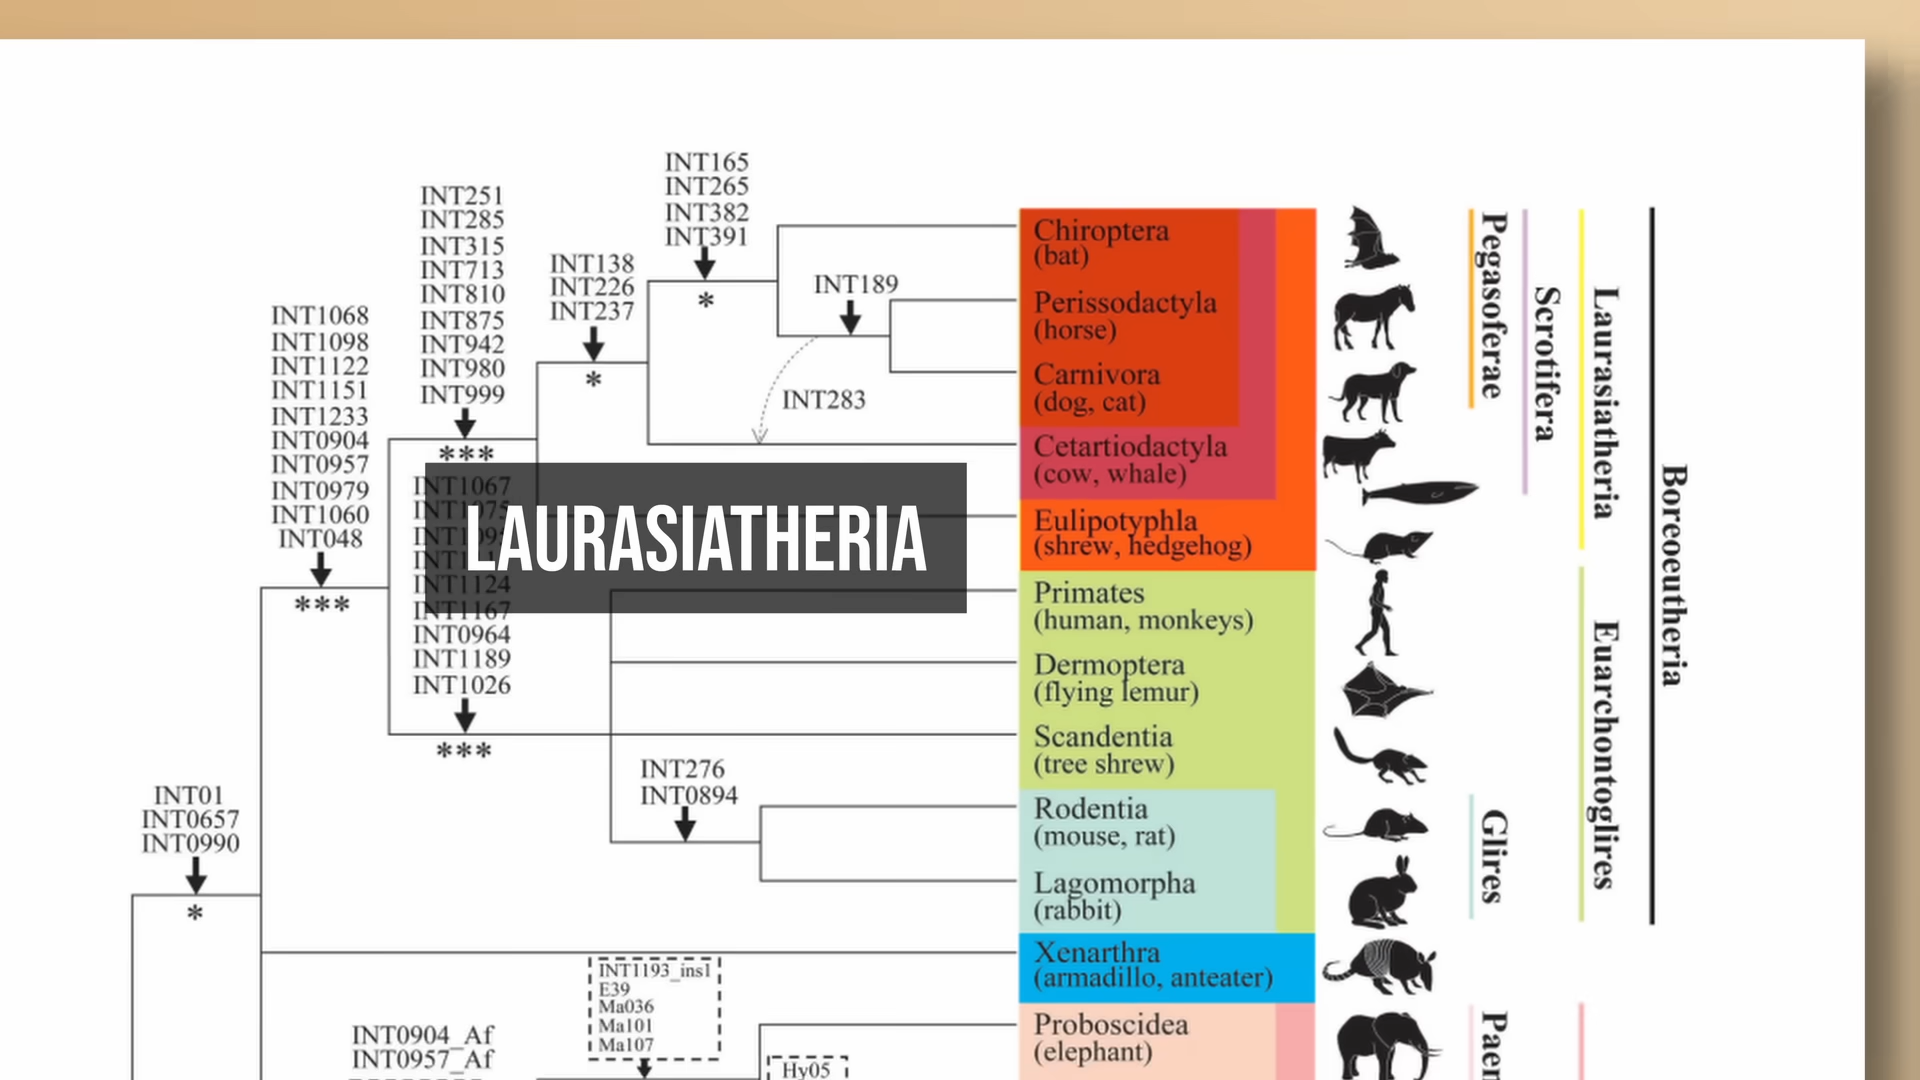 INT165
INT265
INT382
INT391
INT251
INT285
INT315
INT713
INT810
INT875
INT942
INT980
INT999
INT138
INT226
INT237
INT189
INT283
INT1068
INT1098
INT1122
INT1151
INT1233
INT0904
INT0957
INT0979
INT1060
INT048
*
*
***
***
INT1067
INT1124
INT1167
INT0964
INT1189
INT1026
***
LAURASIATHERIA
INT276
INT0894
INT01
INT0657
INT0990
*
INT1193_ins1
E39
Ma036
Ma101
Ma107
INT0904_Af
INT0957_Af
Hy05
Chiroptera
(bat)
Perissodactyla
(horse)
Carnivora
(dog, cat)
Cetartiodactyla
(cow, whale)
Eulipotyphla
(shrew, hedgehog)
Primates
(human, monkeys)
Dermoptera
(flying lemur)
Scandentia
(tree shrew)
Rodentia
(mouse, rat)
Lagomorpha
(rabbit)
Xenarthra
(armadillo, anteater)
Proboscidea
(elephant)
Pegasoferae
Scrotifera
Laurasiatheria
Boreoeutheria
Euarchontoglires
Glires
Paen